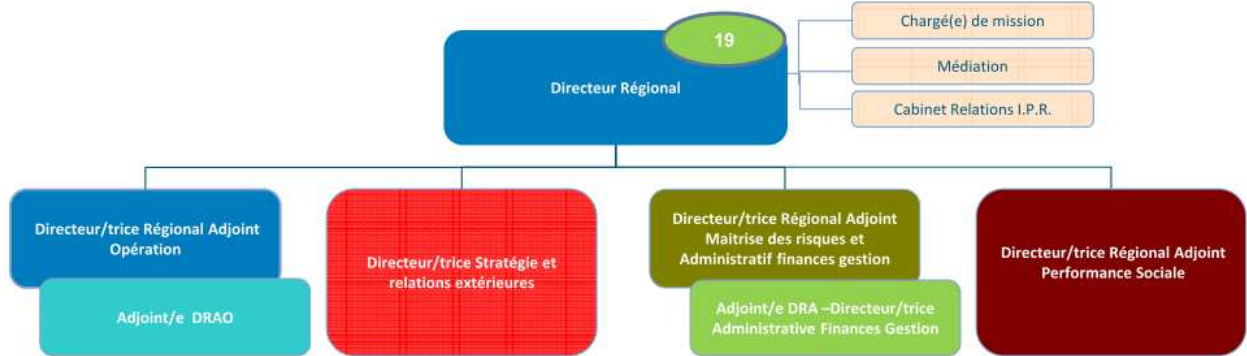 19
Directeur Régional
Chargé(e) de mission
Médiation
Cabinet Relations I.P.R.
Directeur/trice Régional Adjoint
Opération
Adjoint/e DRAO
Directeur/trice Stratégie et
relations extérieures
Directeur/trice Régional Adjoint
Maitrise des risques et
Administratif finances gestion
Adjoint/e DRA –Directeur/trice
Administrative Finances Gestion
Directeur/trice Régional Adjoint
Performance Sociale